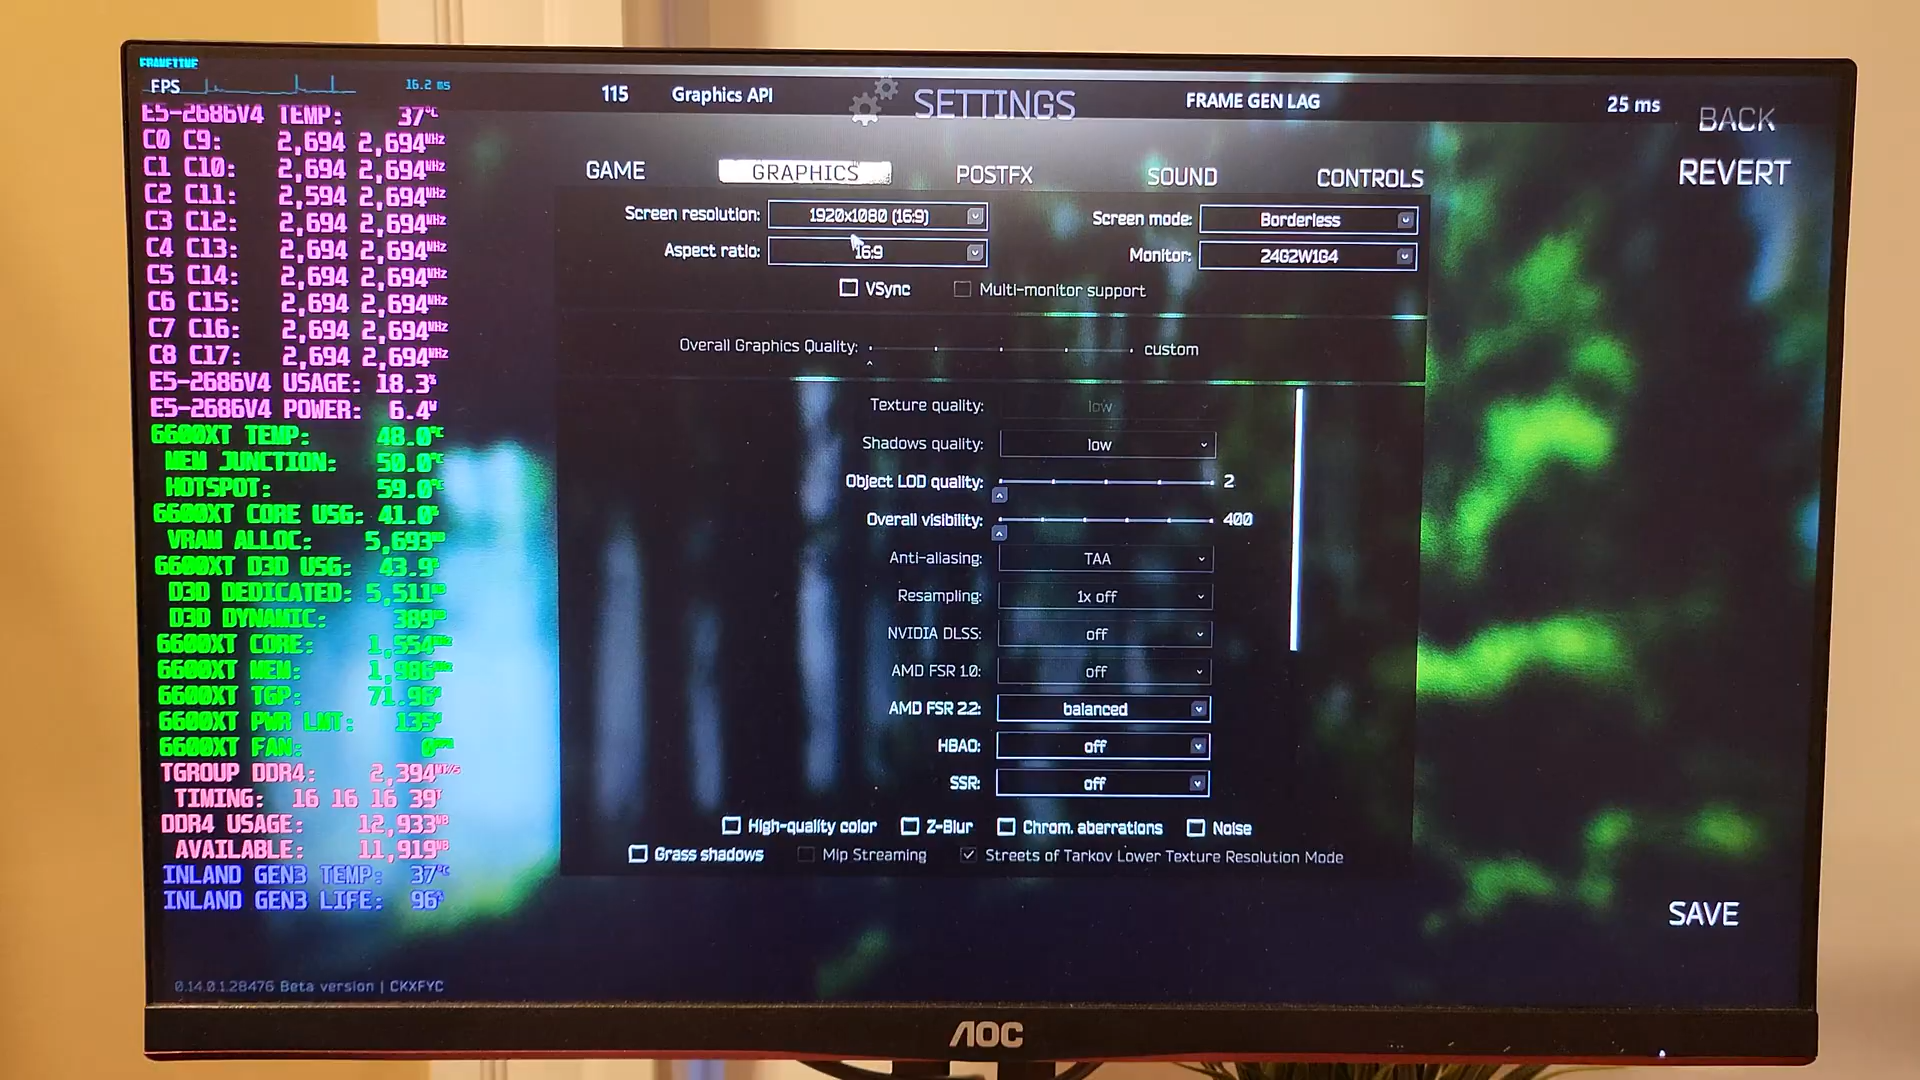 FRAMETIME
FPS 16.2 ms 115 Graphics API SETTINGS FRAME GEN LAG 25 ms BACK
REVERT
E5-2686V4 TEMP: 37°C
C0 C9: 2,694 2,694MHz
C1 C10: 2,694 2,694MHz
C2 C11: 2,594 2,694MHz
C3 C12: 2,694 2,694MHz
C4 C13: 2,694 2,694MHz
C5 C14: 2,694 2,694MHz
C6 C15: 2,694 2,694MHz
C7 C16: 2,694 2,694MHz
C8 C17: 2,694 2,694MHz
E5-2686V4 USAGE: 18.3%
E5-2686V4 POWER: 6.4W
6600XT TEMP: 48.0°C
MEM JUNCTION: 50.0°C
HOTSPOT: 59.0°C
6600XT CORE USG: 41.0%
VRAM ALLOC: 5,693MB
6600XT D3D USG: 43.9%
D3D DEDICATED: 5,511MB
D3D DYNAMIC: 389MB
6600XT CORE: 1,554MHz
6600XT MEM: 1,986MHz
6600XT TGP: 71.96W
6600XT PWR LMT: 135W
6600XT FAN: 0RPM
TGROUP DDR4: 2,394MT/s
TIMING: 16 16 16 39T
DDR4 USAGE: 12,933MB
AVAILABLE: 11,919MB
INLAND GEN3 TEMP: 37°C
INLAND GEN3 LIFE: 96%
GAME GRAPHICS POSTFX SOUND CONTROLS
Screen resolution: 1920x1080 (16:9) Screen mode: Borderless
Aspect ratio: 16:9 Monitor: 24G2W1G4
VSync Multi-monitor support
Overall Graphics Quality: custom
Texture quality: low
Shadows quality: low
Object LOD quality: 2
Overall visibility: 400
Anti-aliasing: TAA
Resampling: 1x off
NVIDIA DLSS: off
AMD FSR 1.0: off
AMD FSR 2.2: balanced
HBAO: off
SSR: off
High-quality color Z-Blur Chrom. aberrations Noise
Grass shadows Mip Streaming Streets of Tarkov Lower Texture Resolution Mode
SAVE
0.14.0.1.28476 Beta version | CKXFYC
AOC